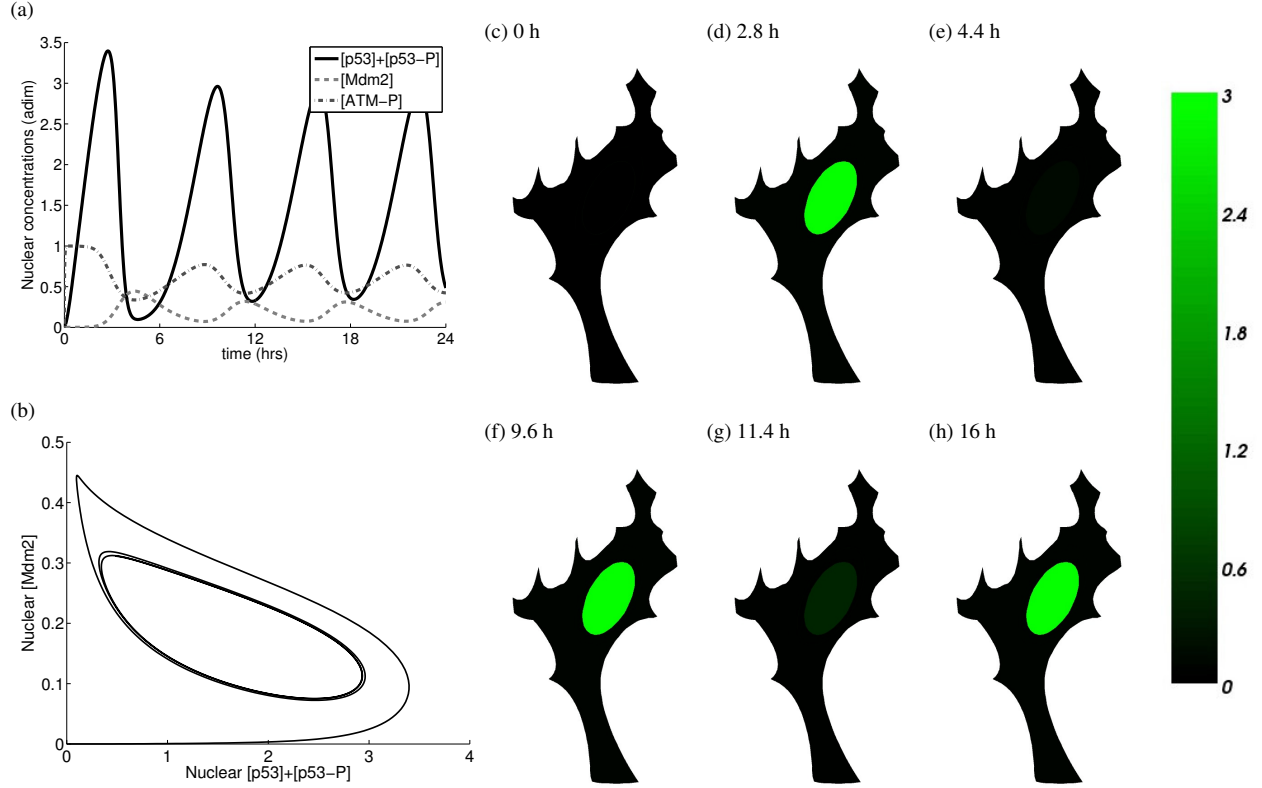 (a)
3.5
3
2.5
2
1.5
1
0.5
0
Nuclear concentrations (adim)
[p53]+[p53−P]
[Mdm2]
[ATM−P]
0 6 12 18 24
time (hrs)
(b)
0.5
0.4
0.3
0.2
0.1
0
Nuclear [Mdm2]
0 1 2 3 4
Nuclear [p53]+[p53−P]
(c) 0 h
(d) 2.8 h
(e) 4.4 h
(f) 9.6 h
(g) 11.4 h
(h) 16 h
3
2.4
1.8
1.2
0.6
0